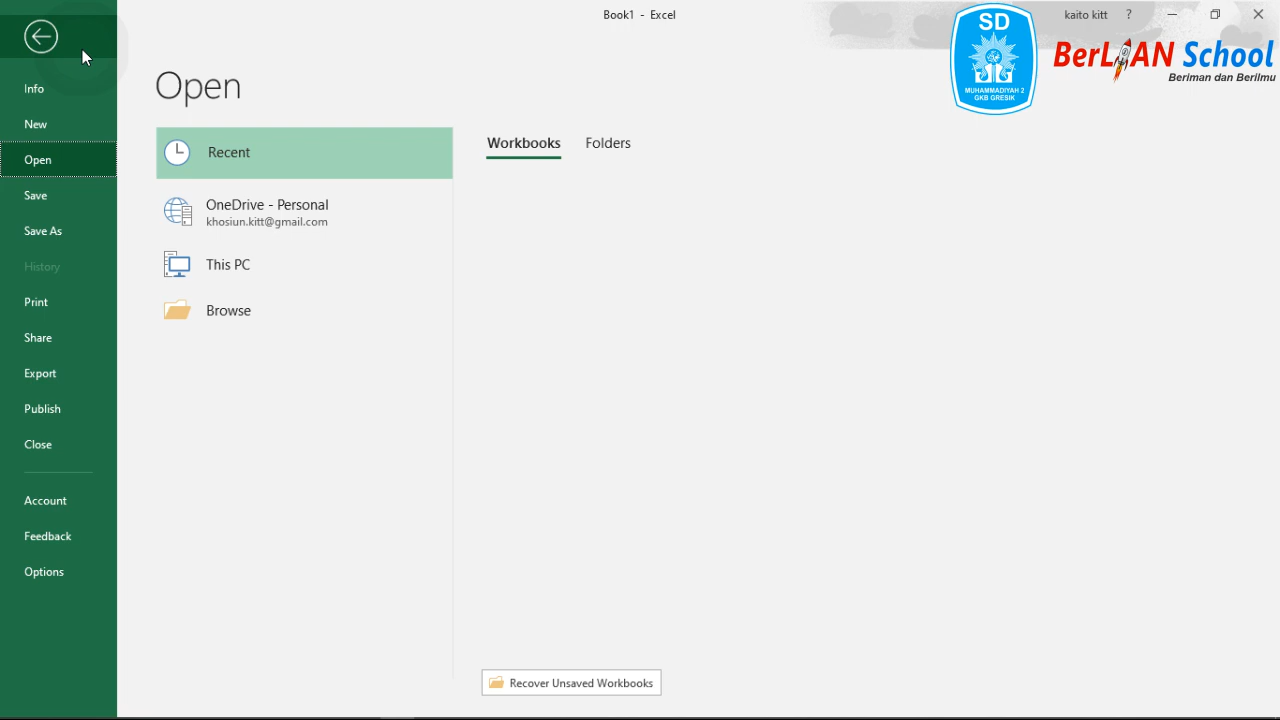 Book1 - Excel
kaito kitt
?
SD
MUHAMMADIYAH 2
GKB GRESIK
BerLIAN School
Beriman dan Berilmu
Info
New
Open
Save
Save As
History
Print
Share
Export
Publish
Close
Account
Feedback
Options
Open
Recent
OneDrive - Personal
khosiun.kitt@gmail.com
This PC
Browse
Workbooks
Folders
Recover Unsaved Workbooks